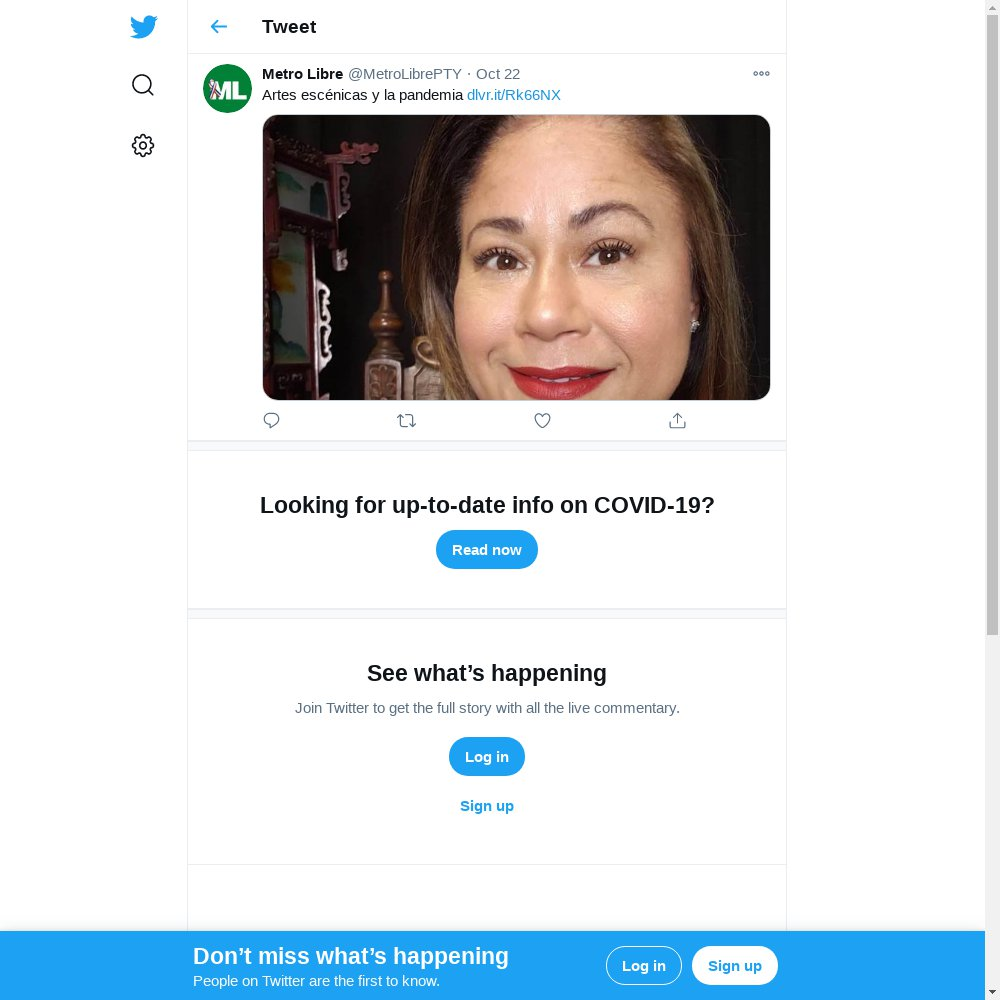 Tweet
ML
Metro Libre @MetroLibrePTY · Oct 22
Artes escénicas y la pandemia dlvr.it/Rk66NX
Looking for up-to-date info on COVID-19?
Read now
See what’s happening
Join Twitter to get the full story with all the live commentary.
Log in
Sign up
Don’t miss what’s happening
People on Twitter are the first to know.
Log in
Sign up